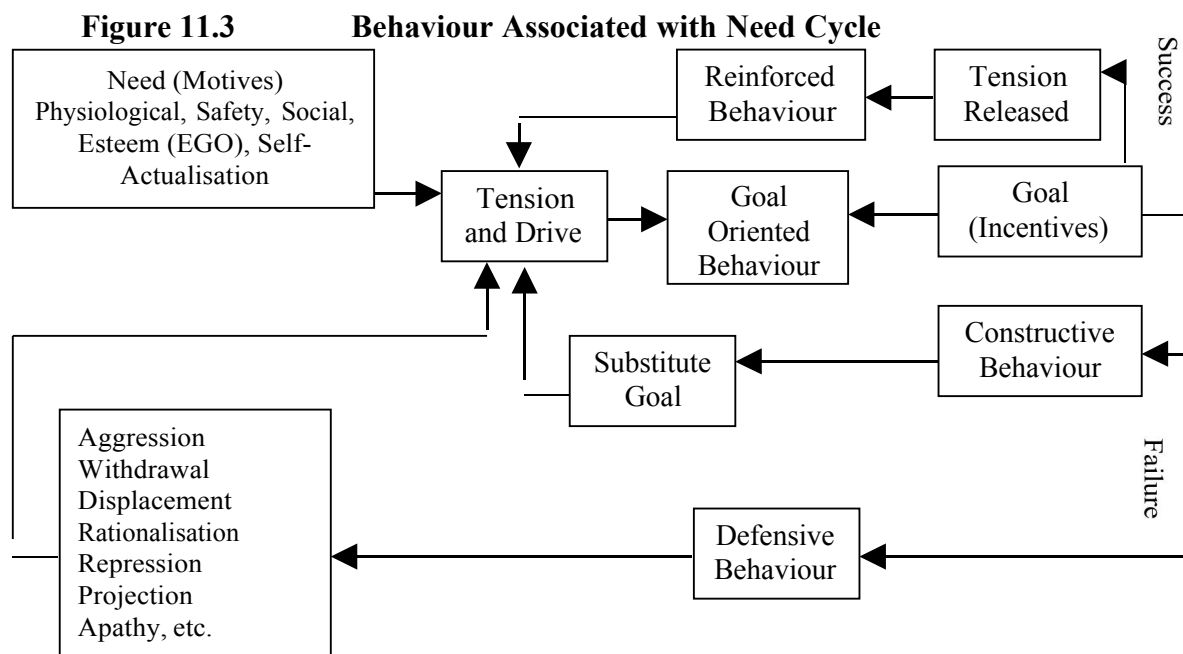 Figure 11.3 Behaviour Associated with Need Cycle
Need (Motives)
Physiological, Safety, Social,
Esteem (EGO), Self-
Actualisation
Reinforced
Behaviour
Tension
Released
Success
Tension
and Drive
Goal
Oriented
Behaviour
Goal
(Incentives)
Substitute
Goal
Constructive
Behaviour
Failure
Aggression
Withdrawal
Displacement
Rationalisation
Repression
Projection
Apathy, etc.
Defensive
Behaviour